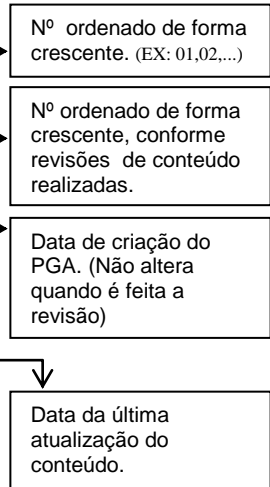 Nº ordenado de forma
crescente. (EX: 01,02,...)
Nº ordenado de forma
crescente, conforme
revisões de conteúdo
realizadas.
Data de criação do
PGA. (Não altera
quando é feita a
revisão)
Data da última
atualização do
conteúdo.